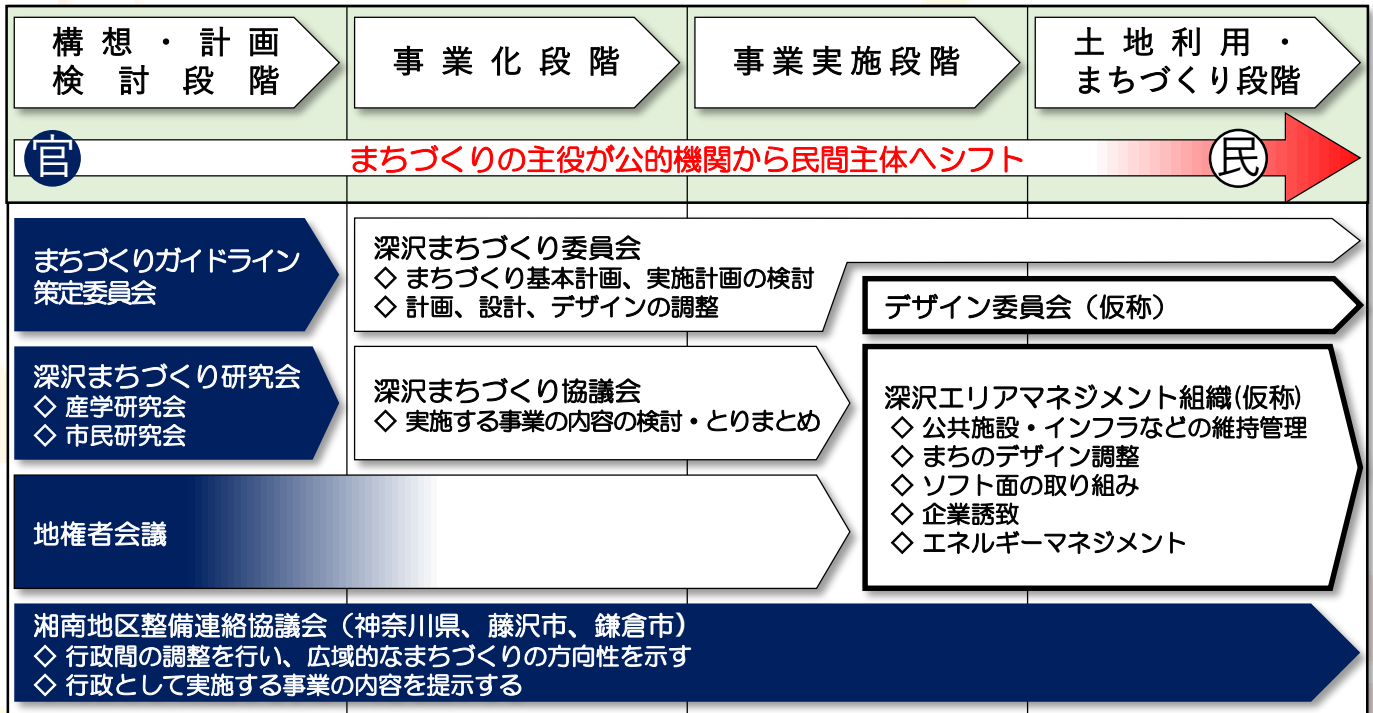 構想・計画
検討段階
事業化段階
事業実施段階
土地利用・
まちづくり段階
官
まちづくりの主役が公的機関から民間主体へシフト
民
まちづくりガイドライン
策定委員会
深沢まちづくり委員会
◇ まちづくり基本計画、実施計画の検討
◇ 計画、設計、デザインの調整
デザイン委員会（仮称）
深沢まちづくり研究会
◇ 産学研究会
◇ 市民研究会
深沢まちづくり協議会
◇ 実施する事業の内容の検討・とりまとめ
深沢エリアマネジメント組織(仮称)
◇ 公共施設・インフラなどの維持管理
◇ まちのデザイン調整
◇ ソフト面の取り組み
◇ 企業誘致
◇ エネルギーマネジメント
地権者会議
湘南地区整備連絡協議会（神奈川県、藤沢市、鎌倉市）
◇ 行政間の調整を行い、広域的なまちづくりの方向性を示す
◇ 行政として実施する事業の内容を提示する